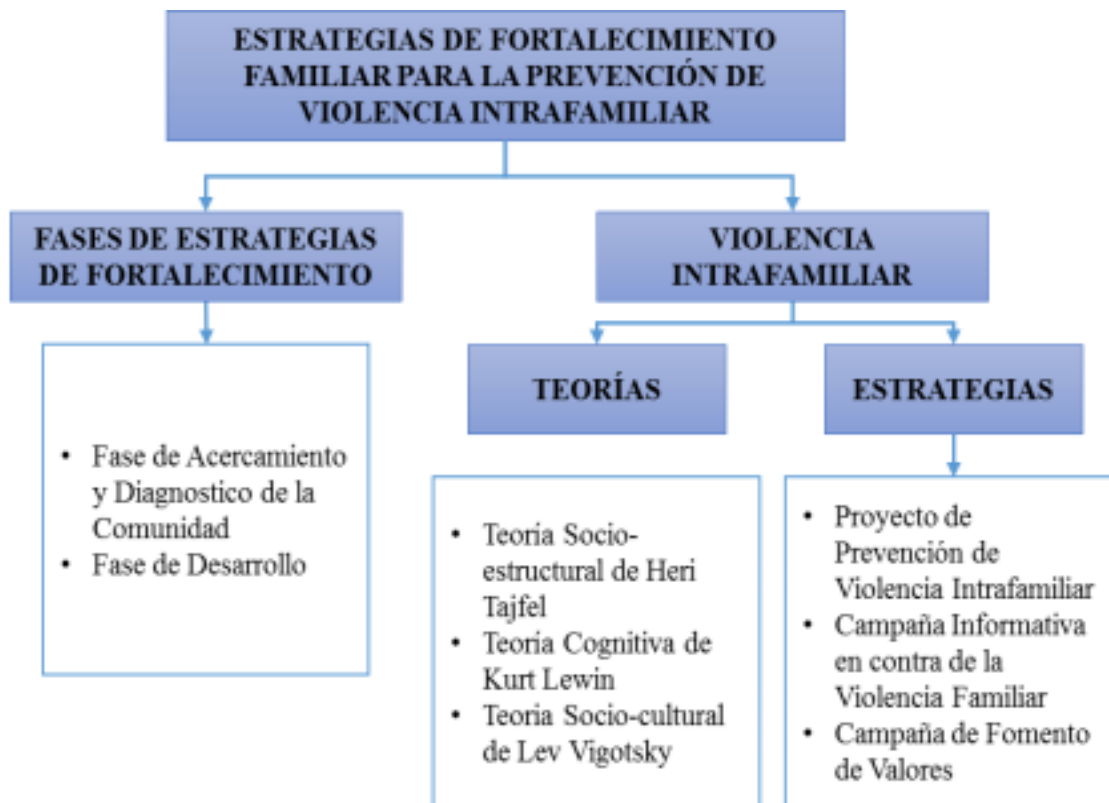 ESTRATEGIAS DE FORTALECIMIENTO
FAMILIAR PARA LA PREVENCIÓN DE
VIOLENCIA INTRAFAMILIAR
FASES DE ESTRATEGIAS
DE FORTALECIMIENTO
VIOLENCIA
INTRAFAMILIAR
TEORÍAS
ESTRATEGIAS
• Fase de Acercamiento
y Diagnostico de la
Comunidad
• Fase de Desarrollo
• Teoría Socio-
estructural de Heri
Tajfel
• Teoría Cognitiva de
Kurt Lewin
• Teoría Socio-cultural
de Lev Vigotsky
• Proyecto de
Prevención de
Violencia Intrafamiliar
• Campaña Informativa
en contra de la
Violencia Familiar
• Campaña de Fomento
de Valores